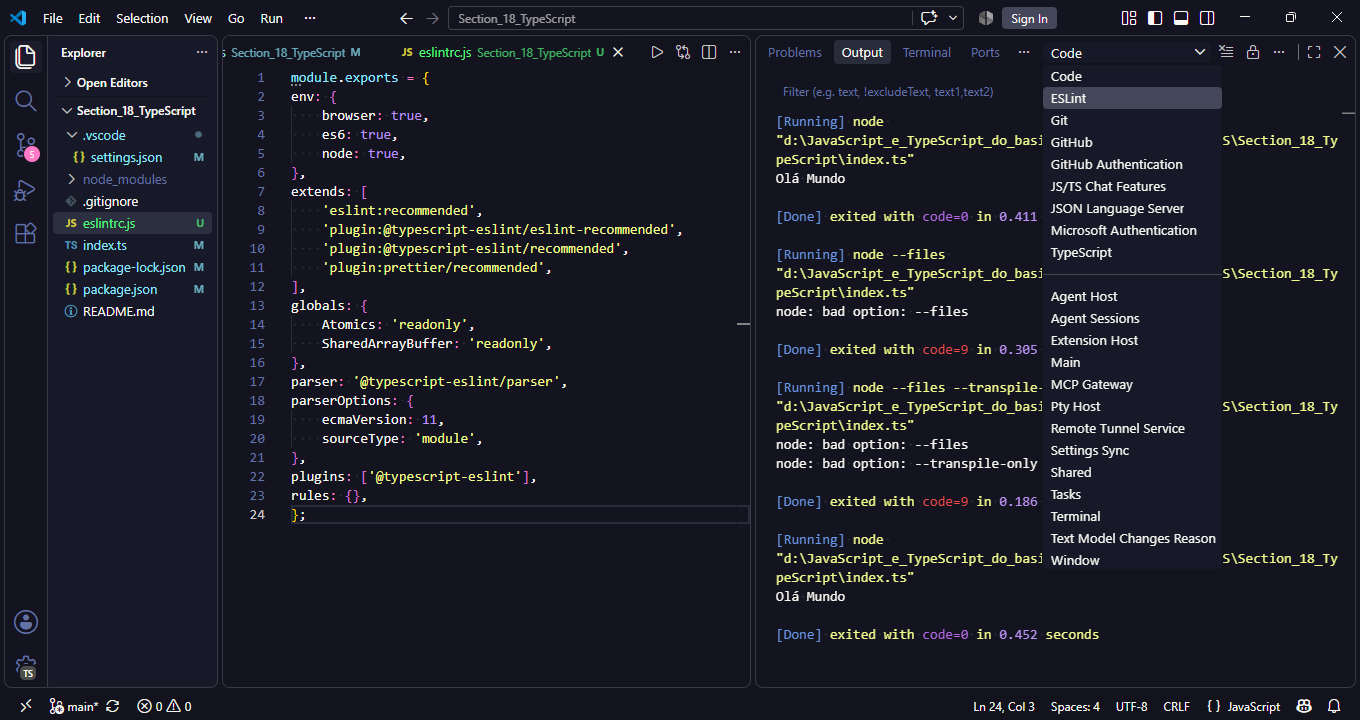 File Edit Selection View Go Run ··· Section_18_TypeScript Sign In
Explorer ···
Open Editors
Section_18_TypeScript
.vscode
{} settings.json M
node_modules
.gitignore
JS eslintrc.js U
TS index.ts M
{} package-lock.json M
{} package.json M
README.md
5
TS
s Section_18_TypeScript M
JS eslintrc.js Section_18_TypeScript U
1 module.exports = {
2 env: {
3 browser: true,
4 es6: true,
5 node: true,
6 },
7 extends: [
8 'eslint:recommended',
9 'plugin:@typescript-eslint/eslint-recommended',
10 'plugin:@typescript-eslint/recommended',
11 'plugin:prettier/recommended',
12 ],
13 globals: {
14 Atomics: 'readonly',
15 SharedArrayBuffer: 'readonly',
16 },
17 parser: '@typescript-eslint/parser',
18 parserOptions: {
19 ecmaVersion: 11,
20 sourceType: 'module',
21 },
22 plugins: ['@typescript-eslint'],
23 rules: {},
24 };
Problems Output Terminal Ports ··· Code
Filter (e.g. text, !excludeText, text1,text2)
[Running] node
"d:\JavaScript_e_TypeScript_do_basi S\Section_18_Ty
peScript\index.ts"
Olá Mundo
[Done] exited with code=0 in 0.411
[Running] node --files
"d:\JavaScript_e_TypeScript_do_basi S\Section_18_Ty
peScript\index.ts"
node: bad option: --files
[Done] exited with code=9 in 0.305
[Running] node --files --transpile-
"d:\JavaScript_e_TypeScript_do_basi S\Section_18_Ty
peScript\index.ts"
node: bad option: --files
node: bad option: --transpile-only
[Done] exited with code=9 in 0.186
[Running] node
"d:\JavaScript_e_TypeScript_do_basi S\Section_18_Ty
peScript\index.ts"
Olá Mundo
[Done] exited with code=0 in 0.452 seconds
Code
ESLint
Git
GitHub
GitHub Authentication
JS/TS Chat Features
JSON Language Server
Microsoft Authentication
TypeScript
Agent Host
Agent Sessions
Extension Host
Main
MCP Gateway
Pty Host
Remote Tunnel Service
Settings Sync
Shared
Tasks
Terminal
Text Model Changes Reason
Window
main* 0 0 Ln 24, Col 3 Spaces: 4 UTF-8 CRLF {} JavaScript